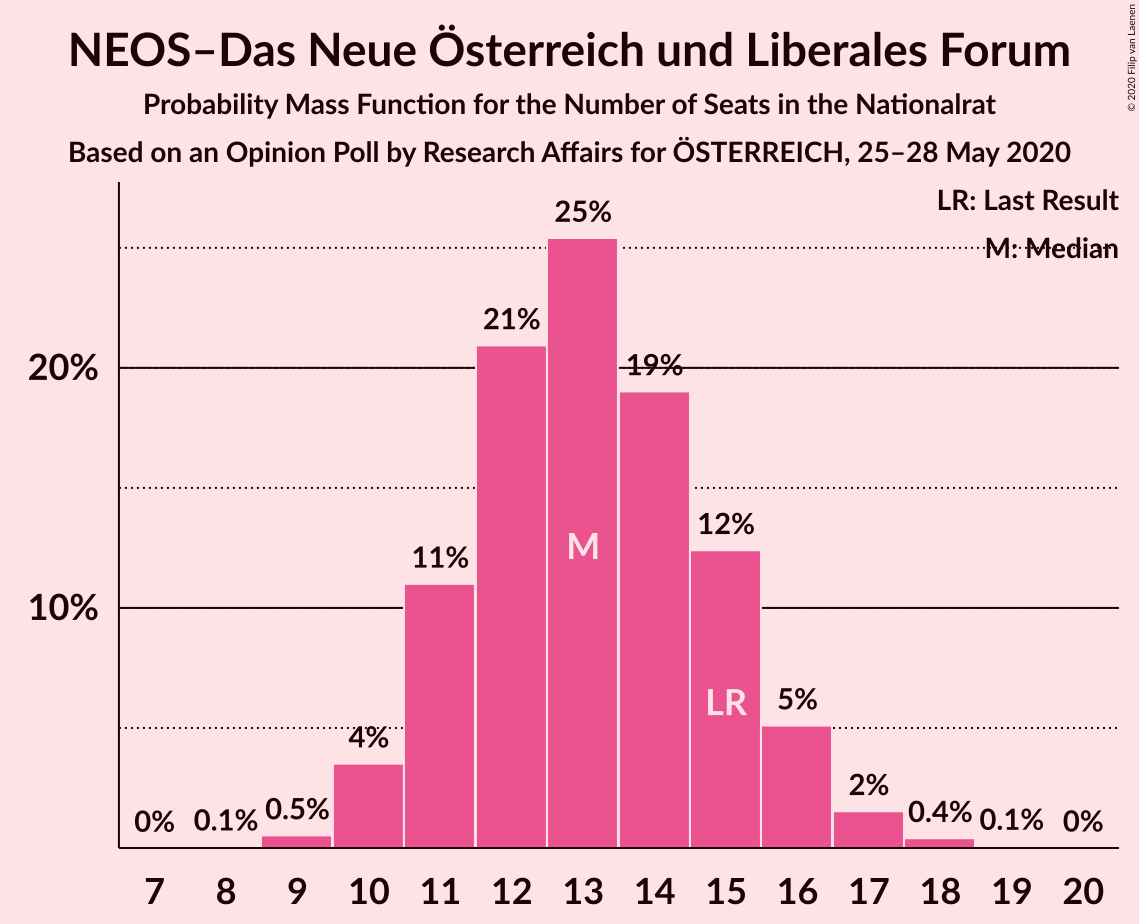 NEOS–Das Neue Österreich und Liberales Forum
Probability Mass Function for the Number of Seats in the Nationalrat
Based on an Opinion Poll by Research Affairs for ÖSTERREICH, 25–28 May 2020
© 2020 Filip van Laenen
LR: Last Result
M: Median
20%
10%
0%
0.1%
0.5%
4%
11%
21%
25%
19%
12%
5%
2%
0.4%
0.1%
0%
M
LR
7 8 9 10 11 12 13 14 15 16 17 18 19 20